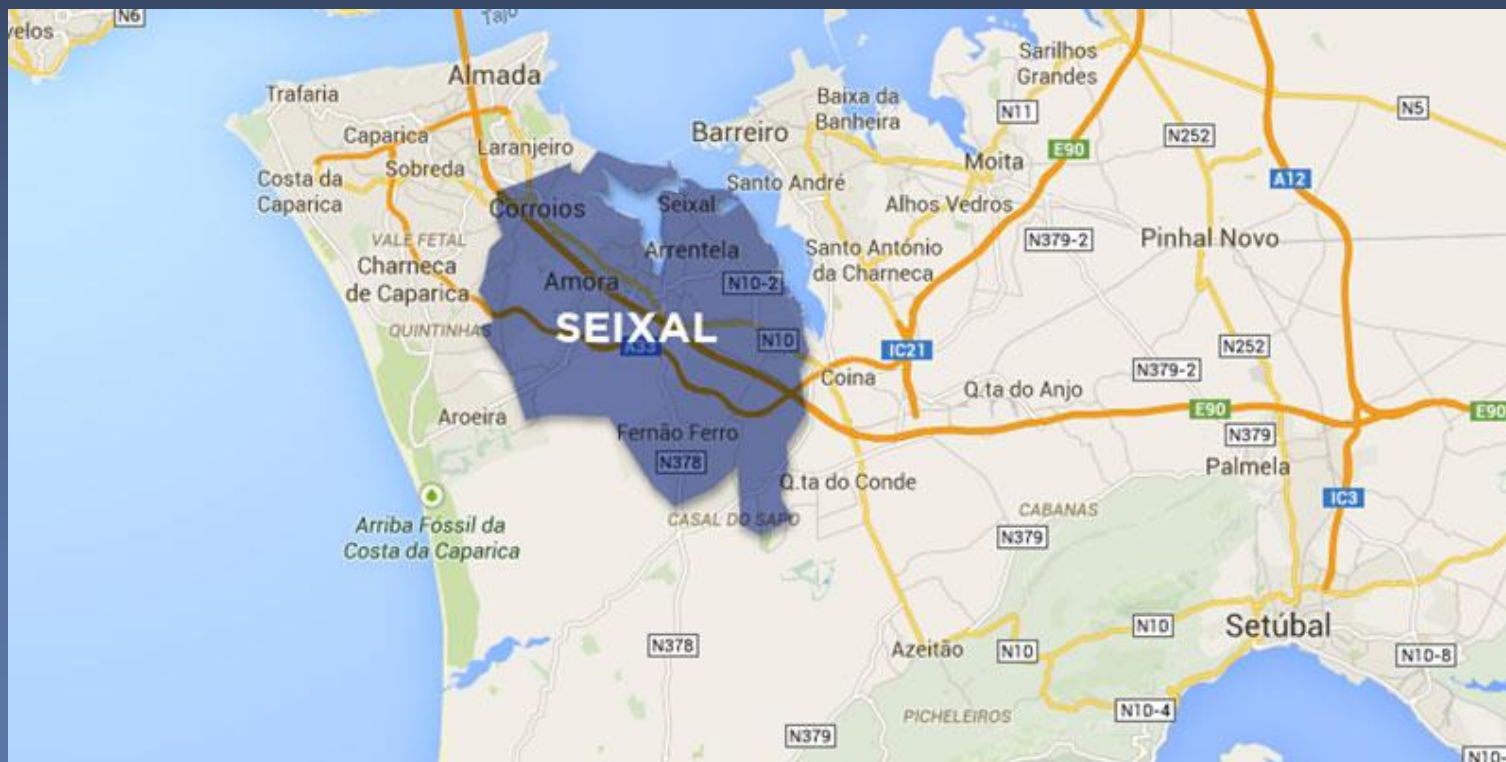 N6
Tajo
velos
Almada
Trafaria
Caparica
Laranjeiro
Sobreda
Costa da
Caparica
Barreiro
Baixa da
Banheira
Sarilhos
Grandes
N11
N5
N252
E90
Moita
A12
Santo André
Alhos Vedros
N379-2
Pinhal Novo
Corroios
Seixal
VALE FETAL
Charneca
de Caparica
Arrentela
Santo António
da Charneca
Amora
N10-2
QUINTINHAS
SEIXAL
A33
N10
IC21
N252
Coina
N379-2
Q.ta do Anjo
Aroeira
E90
E90
N379
Fernão Ferro
N378
Palmela
Q.ta do Conde
IC3
CASAL DO SAPO
CABANAS
Arriba Fóssil da
Costa da Caparica
N379
N378
Azeitão
N10
N10
Setúbal
N10-8
PICHELEIROS
N10-4
N379
N10-